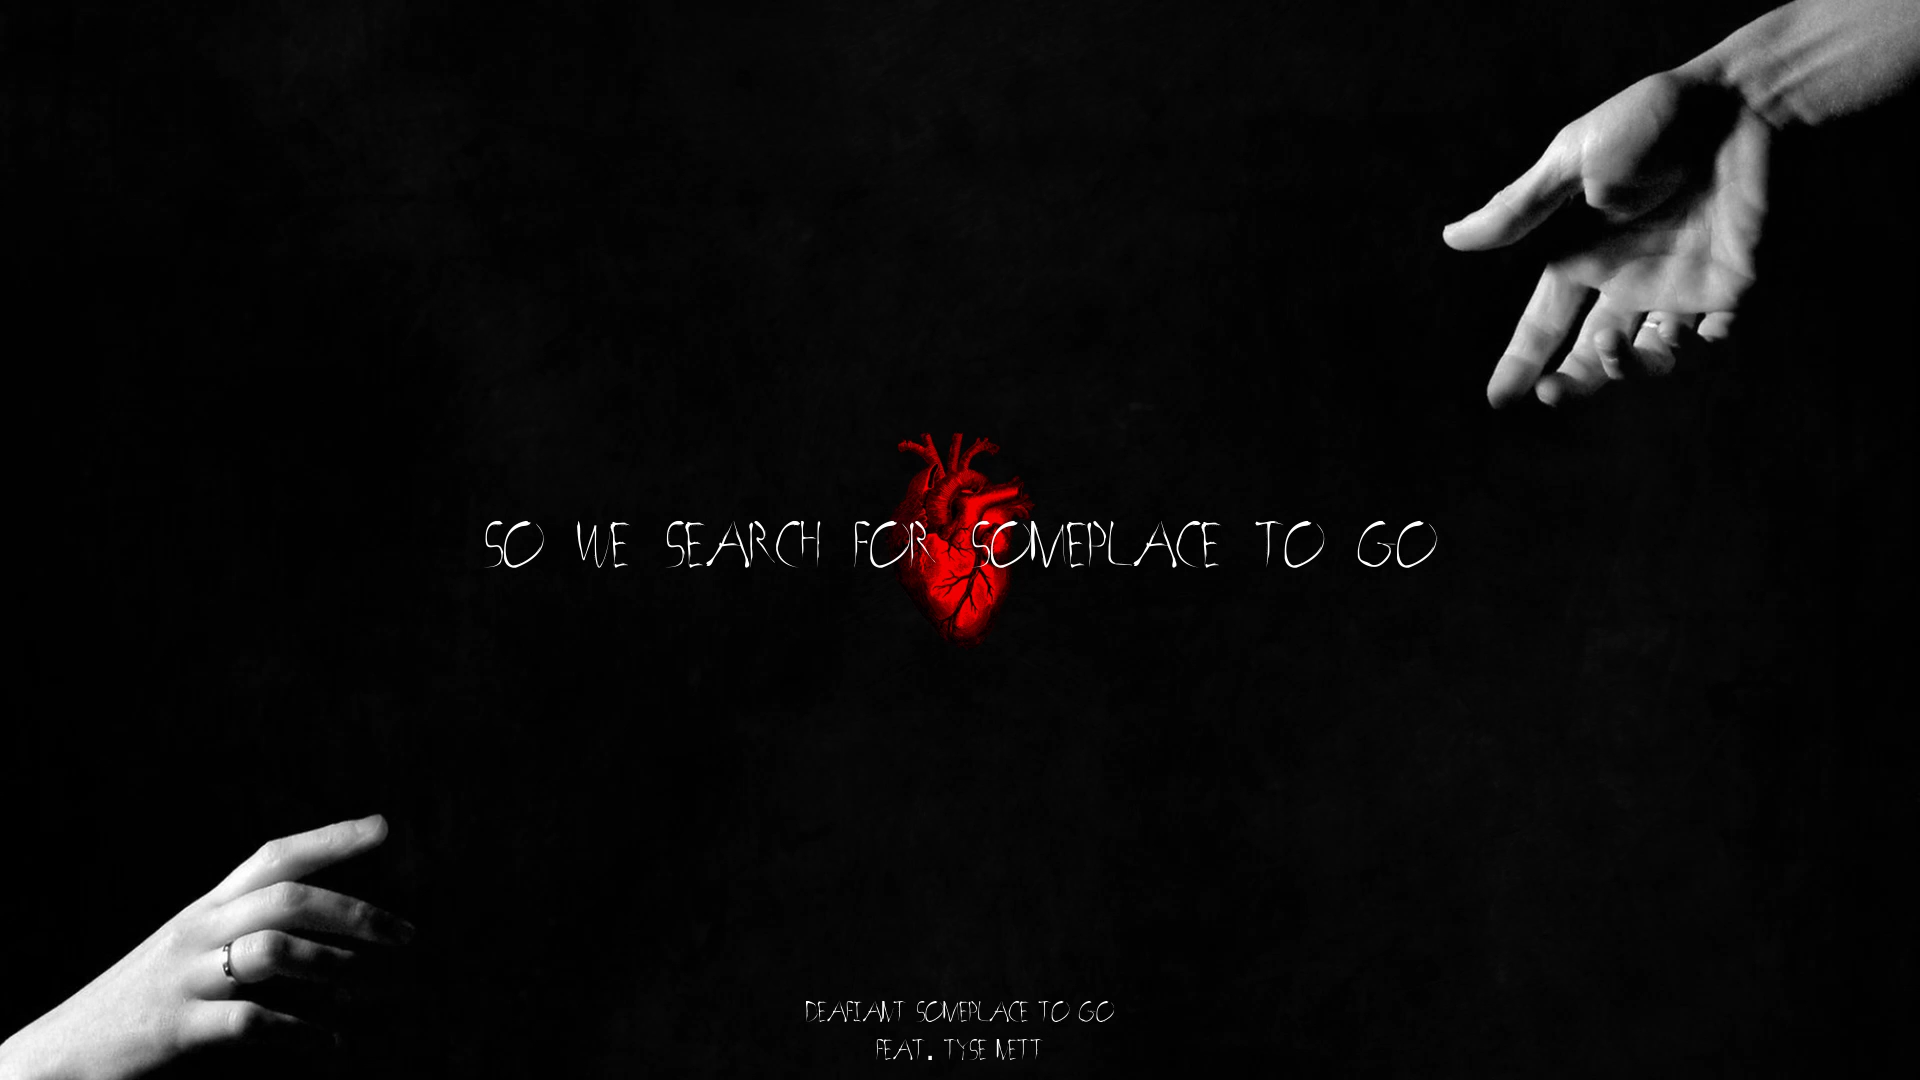 SO WE SEARCH FOR SOMEPLACE TO GO
DEAFIANT SOMEPLACE TO GO
FEAT. TYSE NETT